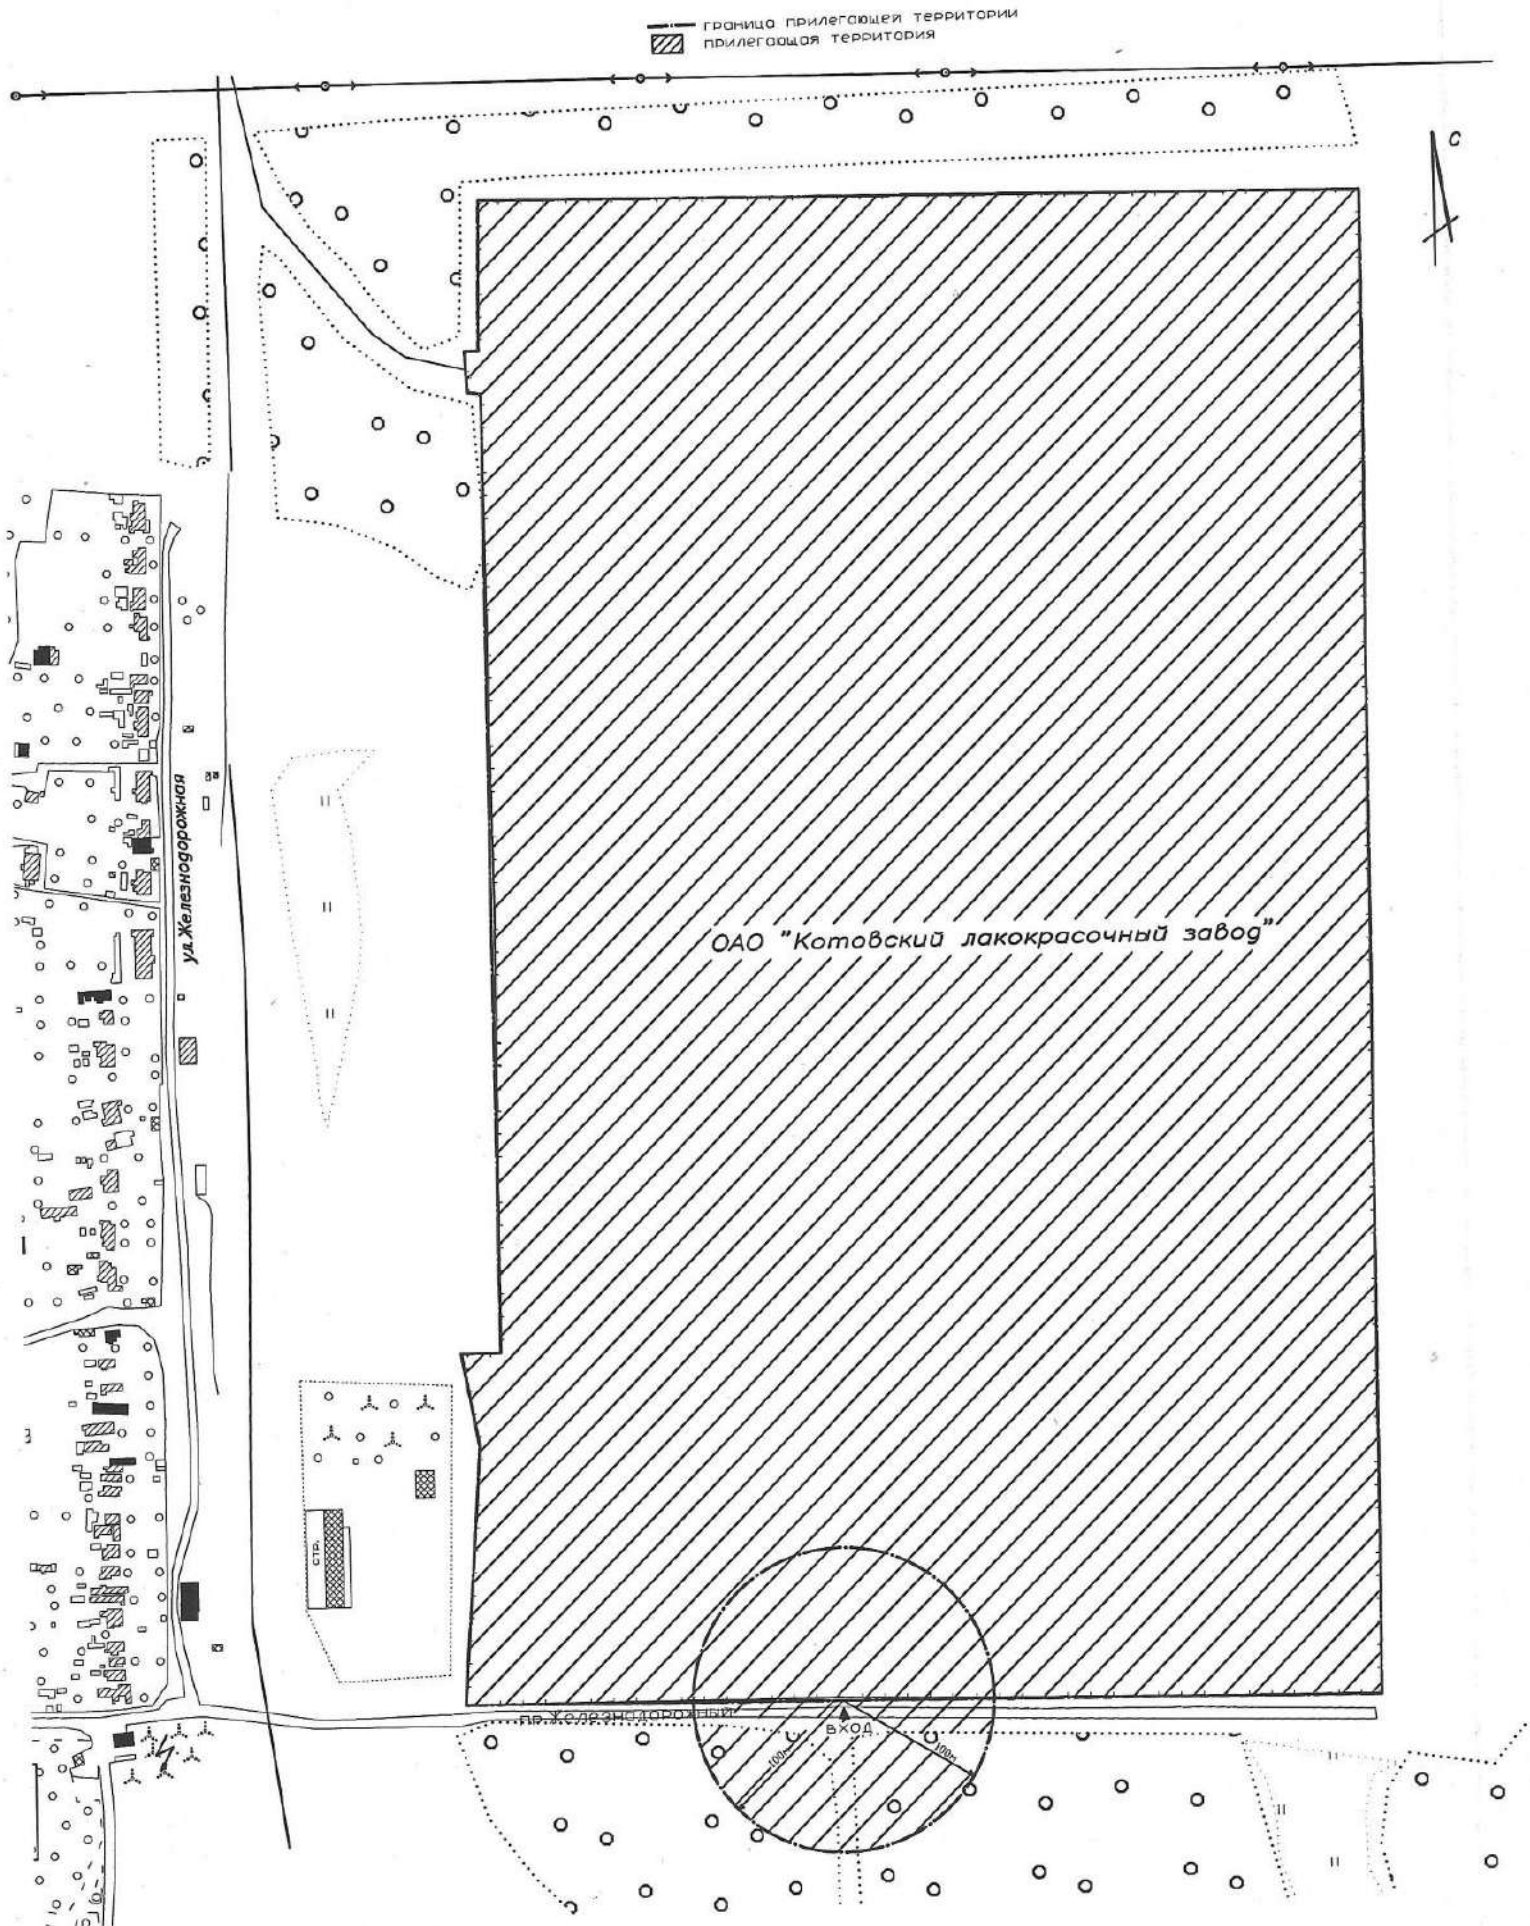 граница прилегающей территории
прилегающая территория
С
ул.Железнодорожная
ОАО "Котовский лакокрасочный завод"
СТР.
пр.Железнодорожный
ВХОД
100м
100м